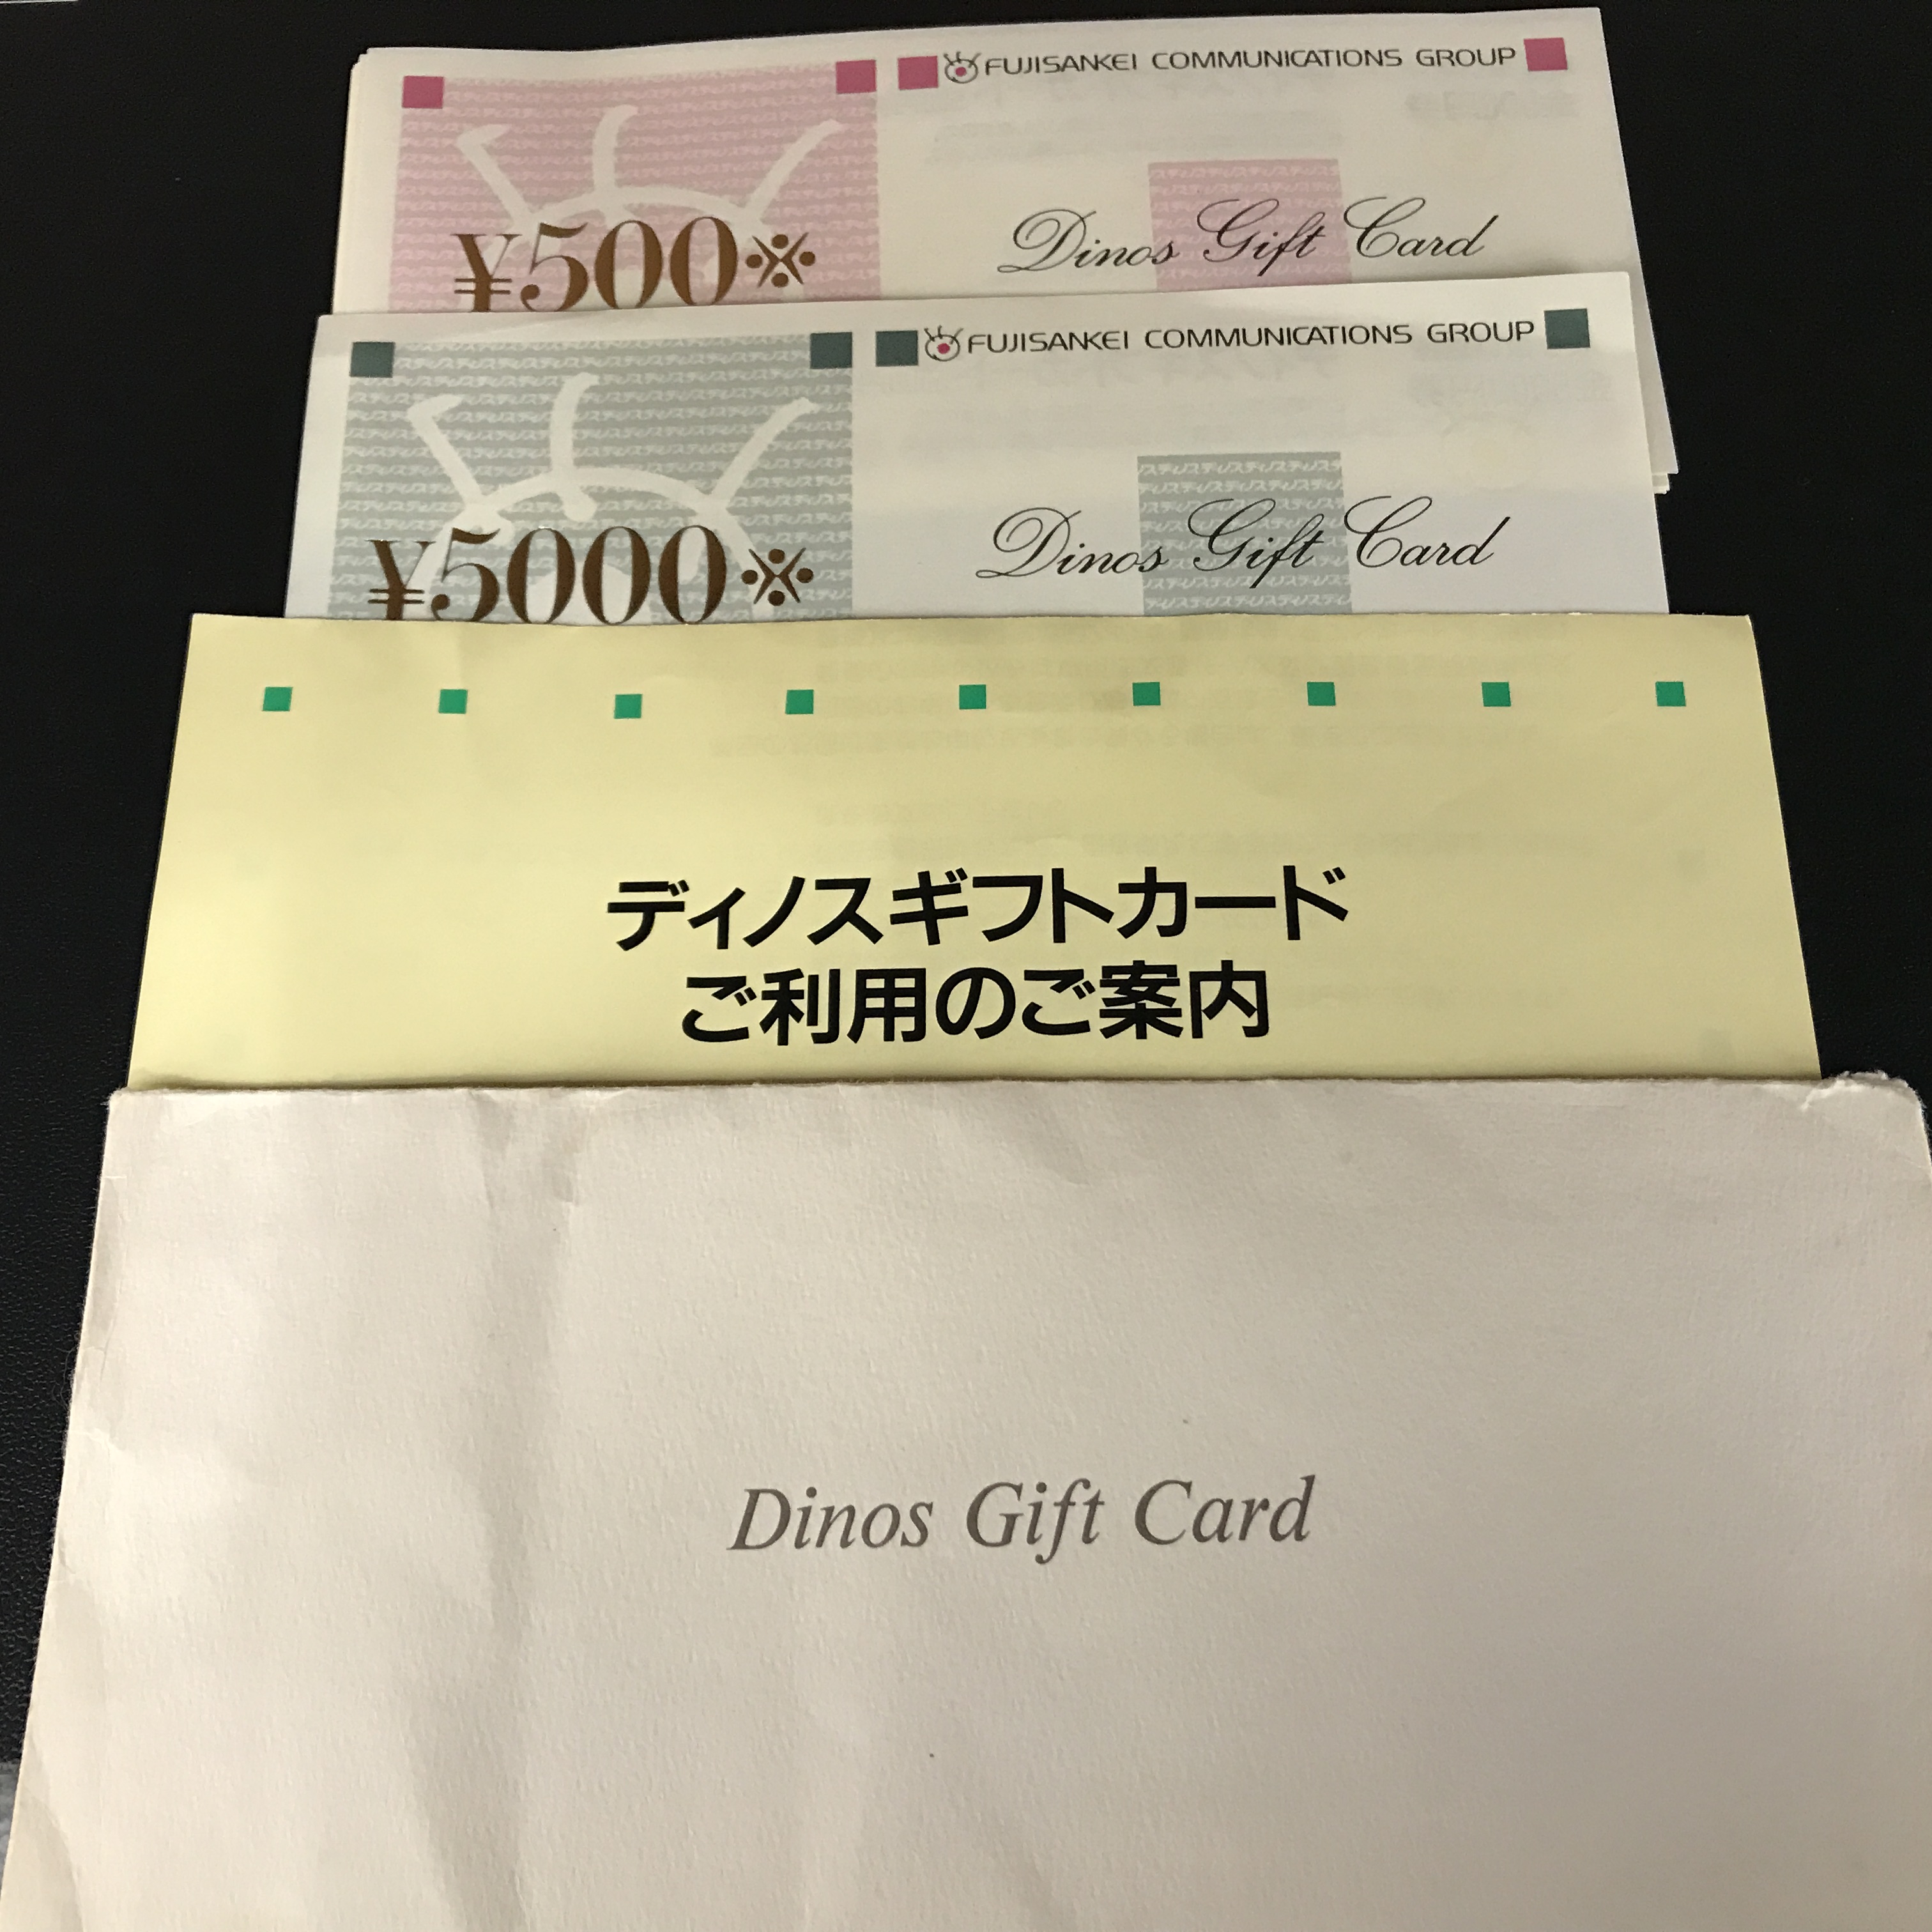 FUJISANKEI COMMUNICATIONS GROUP
¥500※
Dinos Gift Card
FUJISANKEI COMMUNICATIONS GROUP
¥5000※
Dinos Gift Card
ディノスギフトカード
ご利用のご案内
Dinos Gift Card